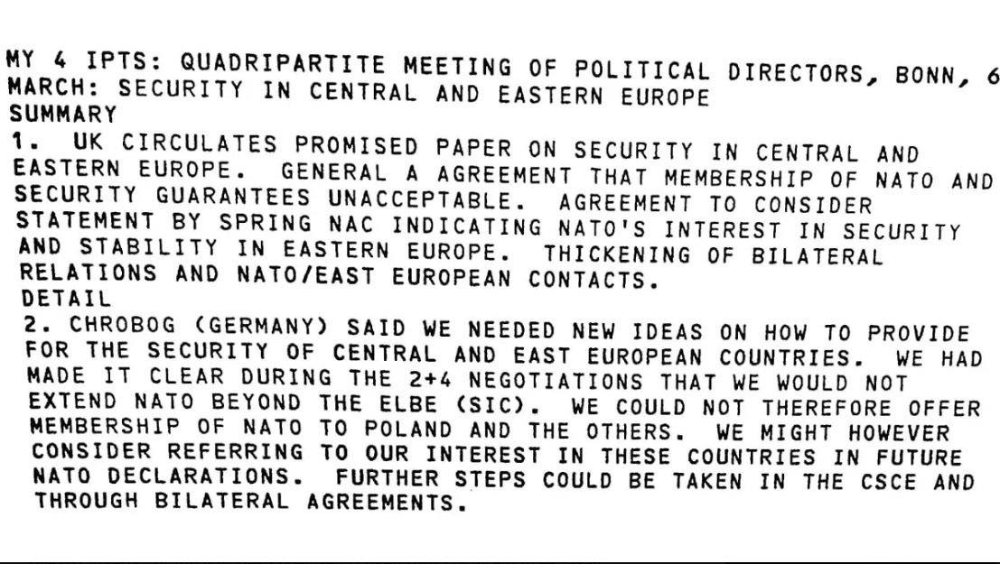 MY 4 IPTS: QUADRIPARTITE MEETING OF POLITICAL DIRECTORS, BONN, 6
MARCH: SECURITY IN CENTRAL AND EASTERN EUROPE
SUMMARY
1. UK CIRCULATES PROMISED PAPER ON SECURITY IN CENTRAL AND
EASTERN EUROPE. GENERAL A AGREEMENT THAT MEMBERSHIP OF NATO AND
SECURITY GUARANTEES UNACCEPTABLE. AGREEMENT TO CONSIDER
STATEMENT BY SPRING NAC INDICATING NATO'S INTEREST IN SECURITY
AND STABILITY IN EASTERN EUROPE. THICKENING OF BILATERAL
RELATIONS AND NATO/EAST EUROPEAN CONTACTS.
DETAIL
2. CHROBOG (GERMANY) SAID WE NEEDED NEW IDEAS ON HOW TO PROVIDE
FOR THE SECURITY OF CENTRAL AND EAST EUROPEAN COUNTRIES. WE HAD
MADE IT CLEAR DURING THE 2+4 NEGOTIATIONS THAT WE WOULD NOT
EXTEND NATO BEYOND THE ELBE (SIC). WE COULD NOT THEREFORE OFFER
MEMBERSHIP OF NATO TO POLAND AND THE OTHERS. WE MIGHT HOWEVER
CONSIDER REFERRING TO OUR INTEREST IN THESE COUNTRIES IN FUTURE
NATO DECLARATIONS. FURTHER STEPS COULD BE TAKEN IN THE CSCE AND
THROUGH BILATERAL AGREEMENTS.